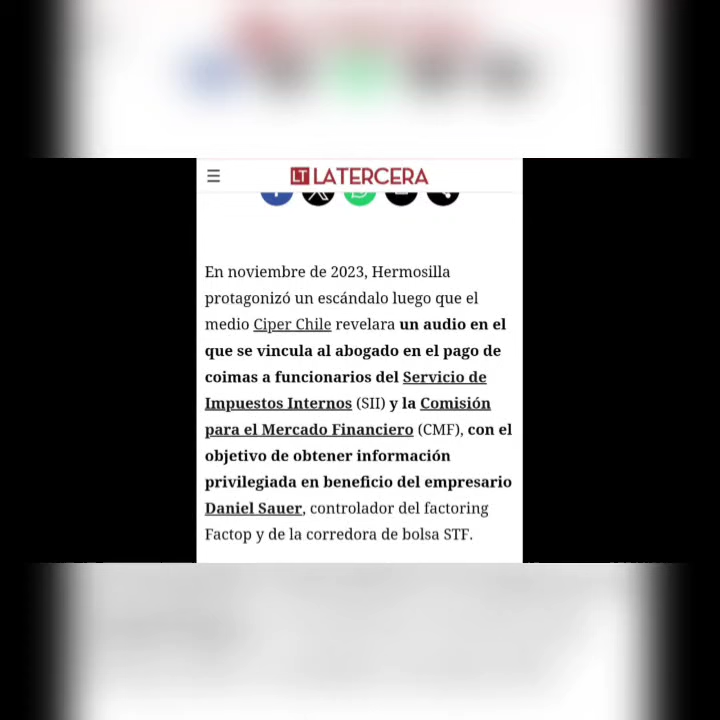 LT LATERCERA
En noviembre de 2023, Hermosilla
protagonizó un escándalo luego que el
medio Ciper Chile revelara un audio en el
que se vincula al abogado en el pago de
coimas a funcionarios del Servicio de
Impuestos Internos (SII) y la Comisión
para el Mercado Financiero (CMF), con el
objetivo de obtener información
privilegiada en beneficio del empresario
Daniel Sauer, controlador del factoring
Factop y de la corredora de bolsa STF.